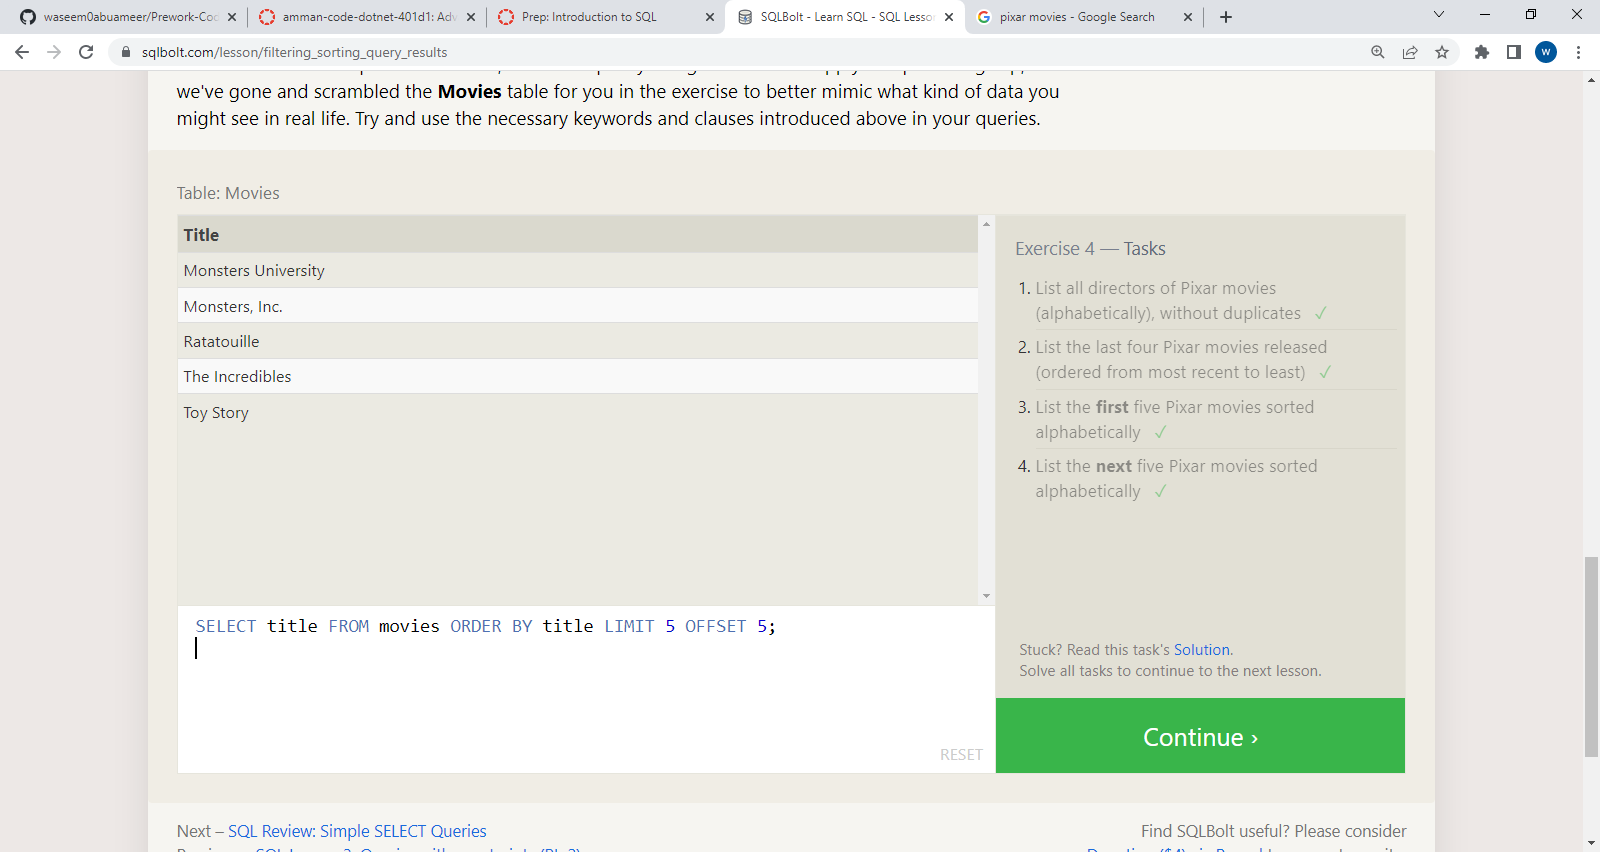 waseem0abuameer/Prework-Coc
amman-code-dotnet-401d1: Adv
Prep: Introduction to SQL
SQLBolt - Learn SQL - SQL Lesso
pixar movies - Google Search
sqlbolt.com/lesson/filtering_sorting_query_results
W
we've gone and scrambled the Movies table for you in the exercise to better mimic what kind of data you
might see in real life. Try and use the necessary keywords and clauses introduced above in your queries.
Table: Movies
Title
Monsters University
Monsters, Inc.
Ratatouille
The Incredibles
Toy Story
SELECT title FROM movies ORDER BY title LIMIT 5 OFFSET 5;
RESET
Exercise 4 — Tasks
1. List all directors of Pixar movies
(alphabetically), without duplicates ✓
2. List the last four Pixar movies released
(ordered from most recent to least) ✓
3. List the first five Pixar movies sorted
alphabetically ✓
4. List the next five Pixar movies sorted
alphabetically ✓
Stuck? Read this task's Solution.
Solve all tasks to continue to the next lesson.
Continue ›
Next – SQL Review: Simple SELECT Queries
Find SQLBolt useful? Please consider